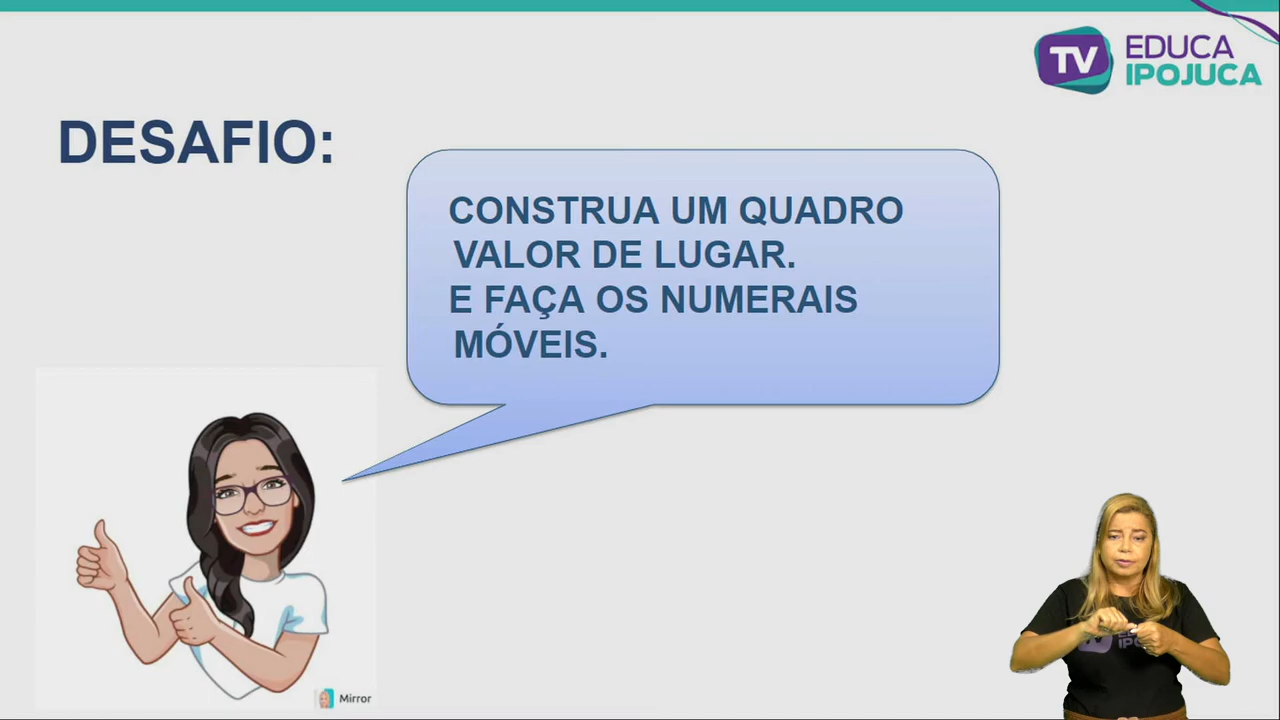 TV EDUCA
IPOJUCA
DESAFIO:
CONSTRUA UM QUADRO
VALOR DE LUGAR.
E FAÇA OS NUMERAIS
MÓVEIS.
Mirror